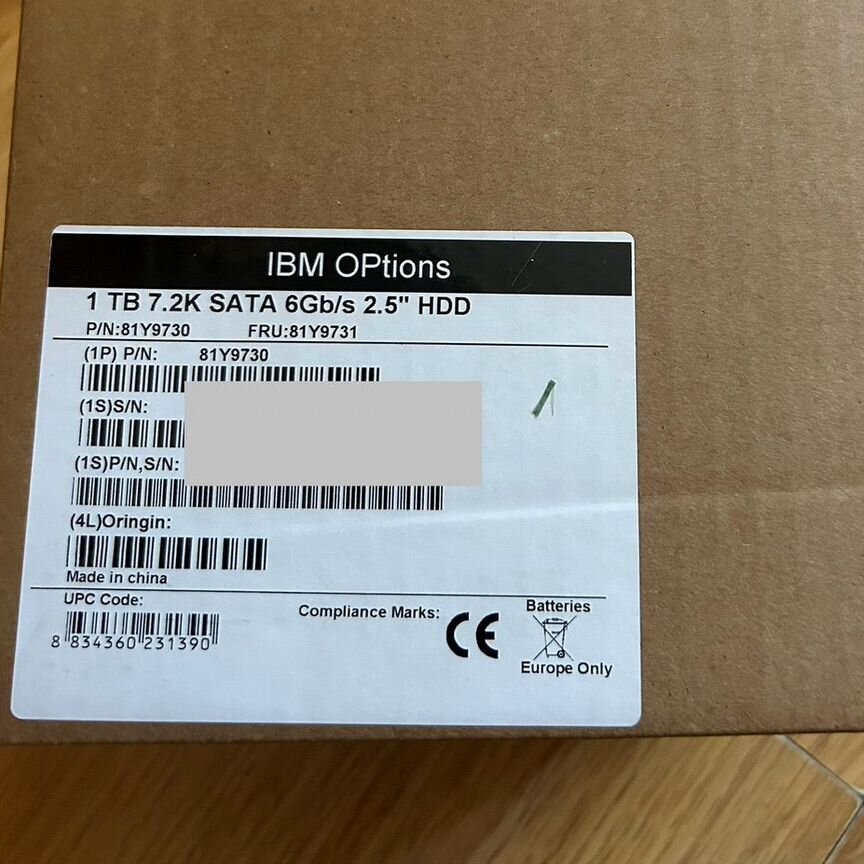 IBM OPtions
1 TB 7.2K SATA 6Gb/s 2.5" HDD
P/N:81Y9730 FRU:81Y9731
(1P) P/N: 81Y9730
(1S)S/N:
(1S)P/N,S/N:
(4L)Oringin:
Made in china
UPC Code:
8 834360 231390
Compliance Marks:
CE
Batteries
Europe Only